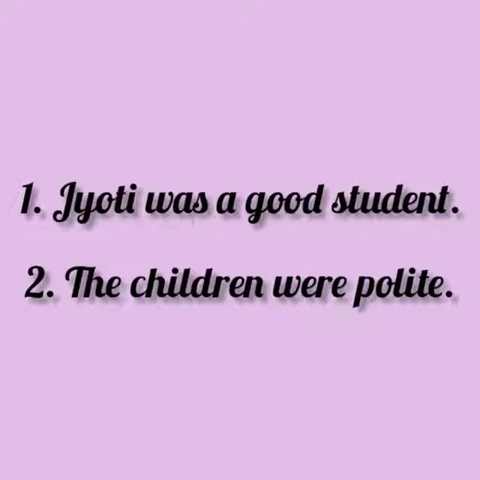 1. Jyoti was a good student.
2. The children were polite.